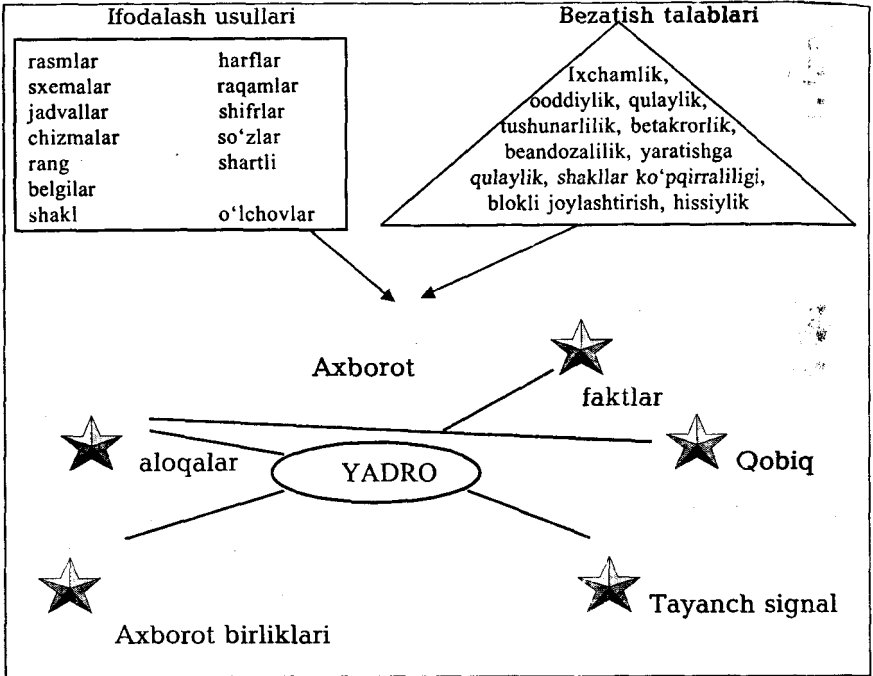 Ifodalash usullari
rasmlar harflar
sxemalar raqamlar
jadvallar shifrlar
chizmalar so‘zlar
rang shartli
belgilar
shakl o‘lchovlar
Bezatish talablari
Ixchamlik,
ooddiylik, qulaylik,
tushunarlilik, betakrorlik,
beandozalilik, yaratishga
qulaylik, shakllar ko‘pqirraliligi,
blokli joylashtirish, hissiylik
Axborot
faktlar
aloqalar
YADRO
Qobiq
Axborot birliklari
Tayanch signal